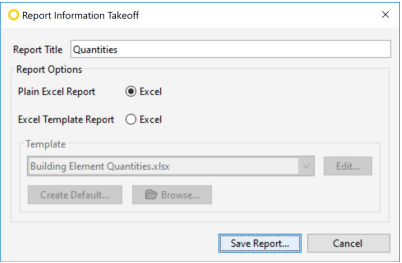 Report Information Takeoff
Report Title Quantities
Report Options
Plain Excel Report Excel
Excel Template Report Excel
Template
Building Element Quantities.xlsx Edit...
Create Default... Browse...
Save Report... Cancel